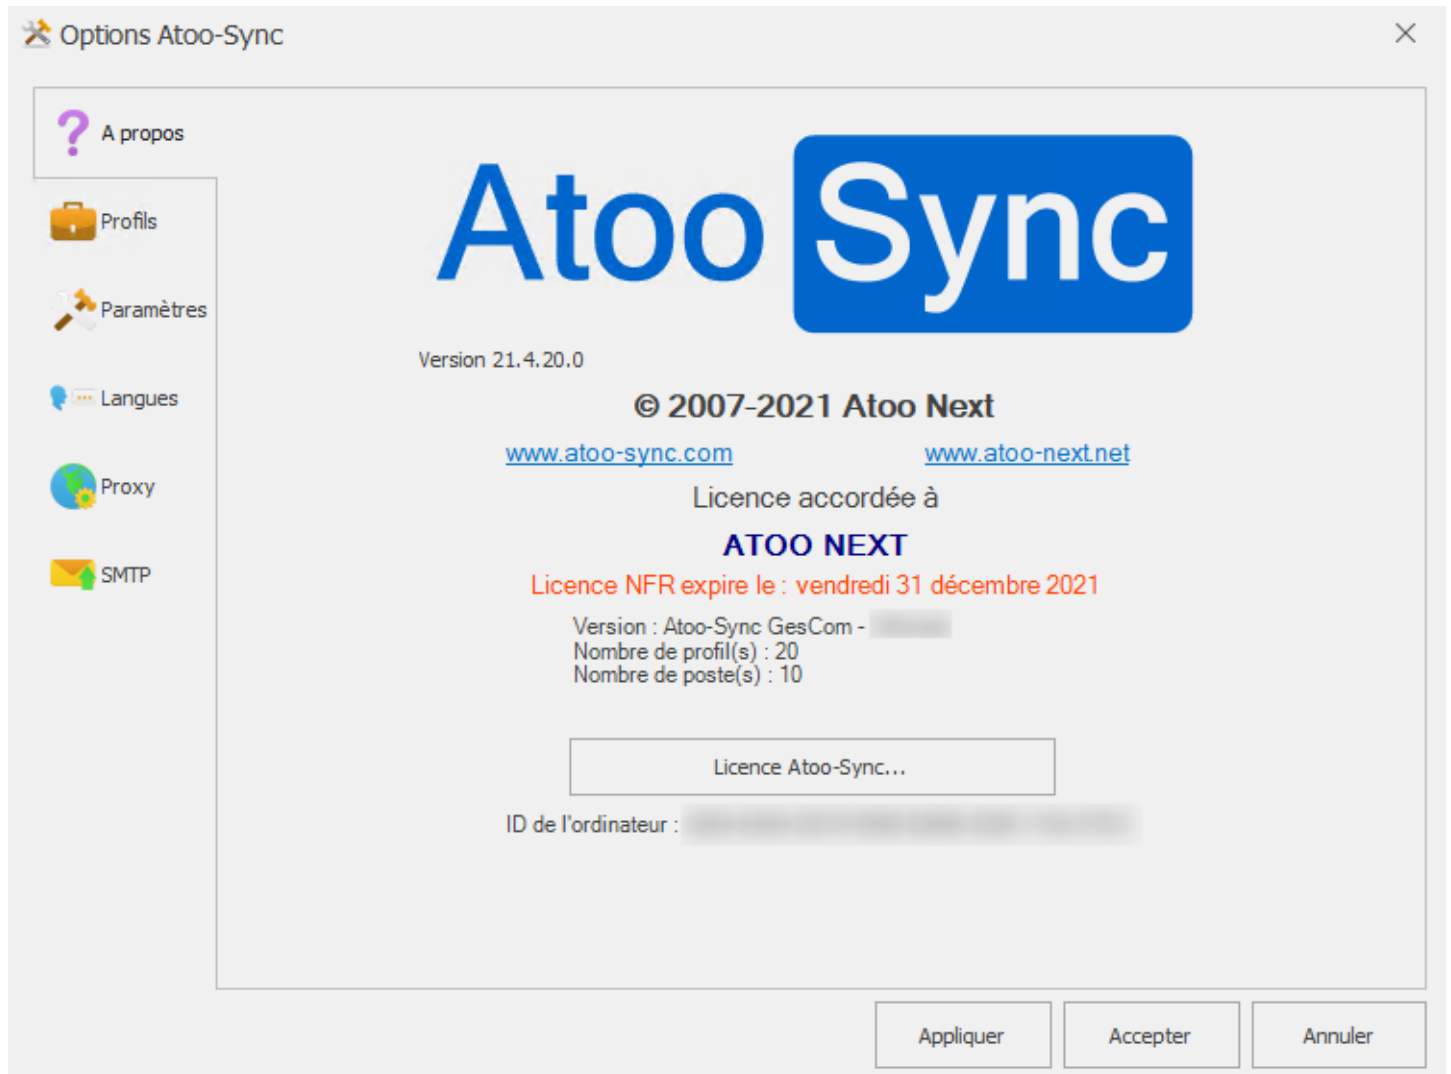 Options Atoo-Sync
A propos
Profils
Paramètres
Langues
Proxy
SMTP
Atoo Sync
Version 21.4.20.0
© 2007-2021 Atoo Next
www.atoo-sync.com www.atoo-next.net
Licence accordée à
ATOO NEXT
Licence NFR expire le : vendredi 31 décembre 2021
Version : Atoo-Sync GesCom -
Nombre de profil(s) : 20
Nombre de poste(s) : 10
Licence Atoo-Sync...
ID de l'ordinateur :
Appliquer Accepter Annuler